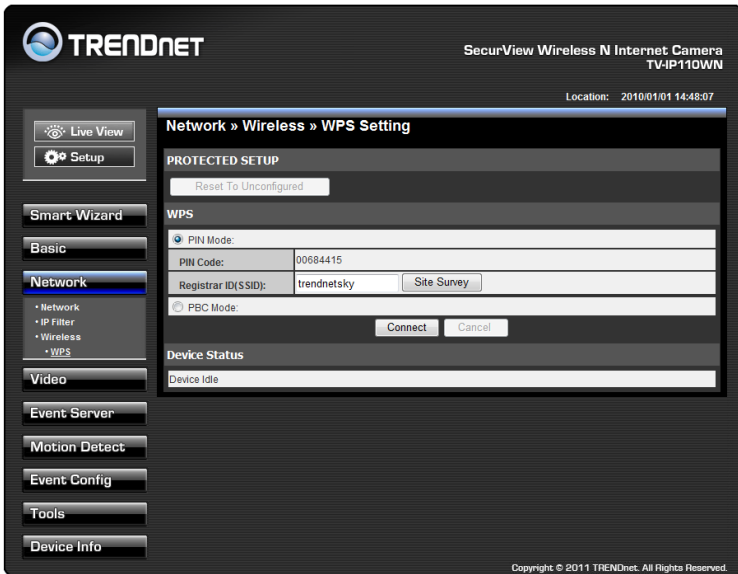 TRENDNET
SecurView Wireless N Internet Camera
TV-IP110WN
Location: 2010/01/01 14:48:07
Live View
Setup
Smart Wizard
Basic
Network
• Network
• IP Filter
• Wireless
• WPS
Video
Event Server
Motion Detect
Event Config
Tools
Device Info
Network » Wireless » WPS Setting
PROTECTED SETUP
Reset To Unconfigured
WPS
PIN Mode:
PIN Code: 00684415
Registrar ID(SSID): trendnetsky Site Survey
PBC Mode:
Connect Cancel
Device Status
Device Idle
Copyright © 2011 TRENDnet. All Rights Reserved.